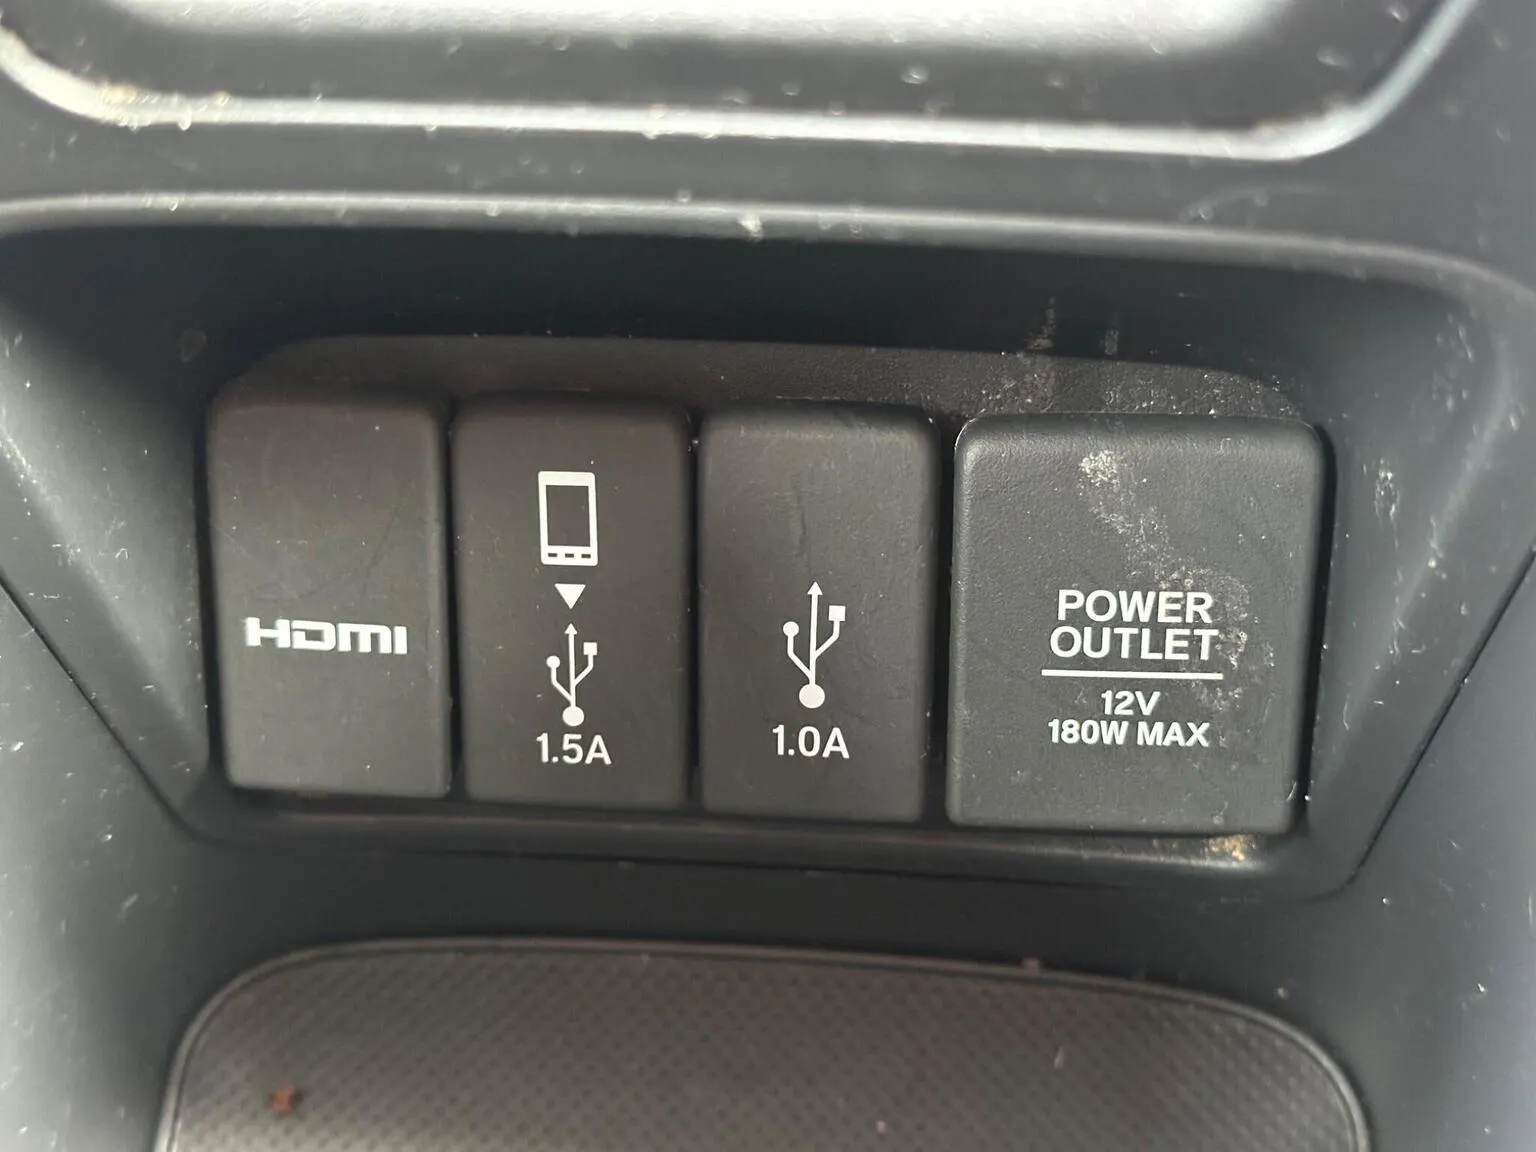 HDMI
1.5A
1.0A
POWER
OUTLET
12V
180W MAX